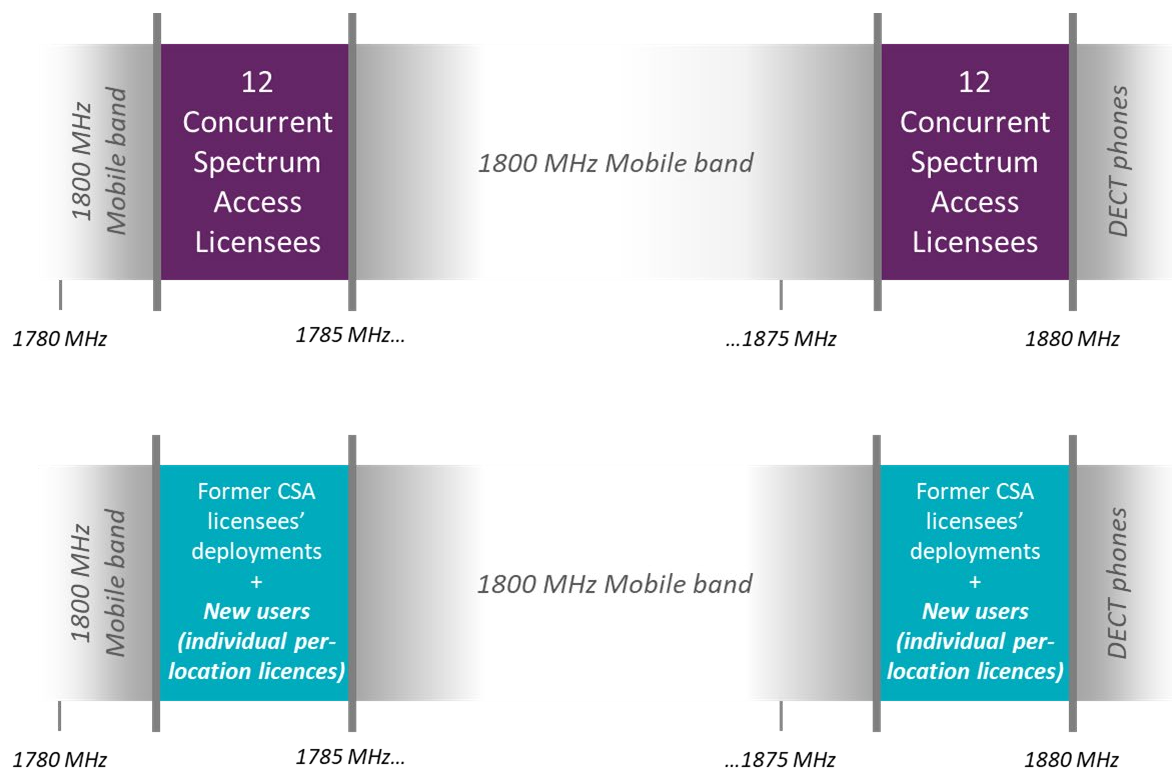 1800 MHz
Mobile band
12
Concurrent
Spectrum
Access
Licensees
1800 MHz Mobile band
12
Concurrent
Spectrum
Access
Licensees
DECT phones
1780 MHz
1785 MHz...
...1875 MHz
1880 MHz
1800 MHz
Mobile band
Former CSA
licensees’
deployments
+
New users
(individual per-
location licences)
1800 MHz Mobile band
Former CSA
licensees’
deployments
+
New users
(individual per-
location licences)
DECT phones
1780 MHz
1785 MHz...
...1875 MHz
1880 MHz